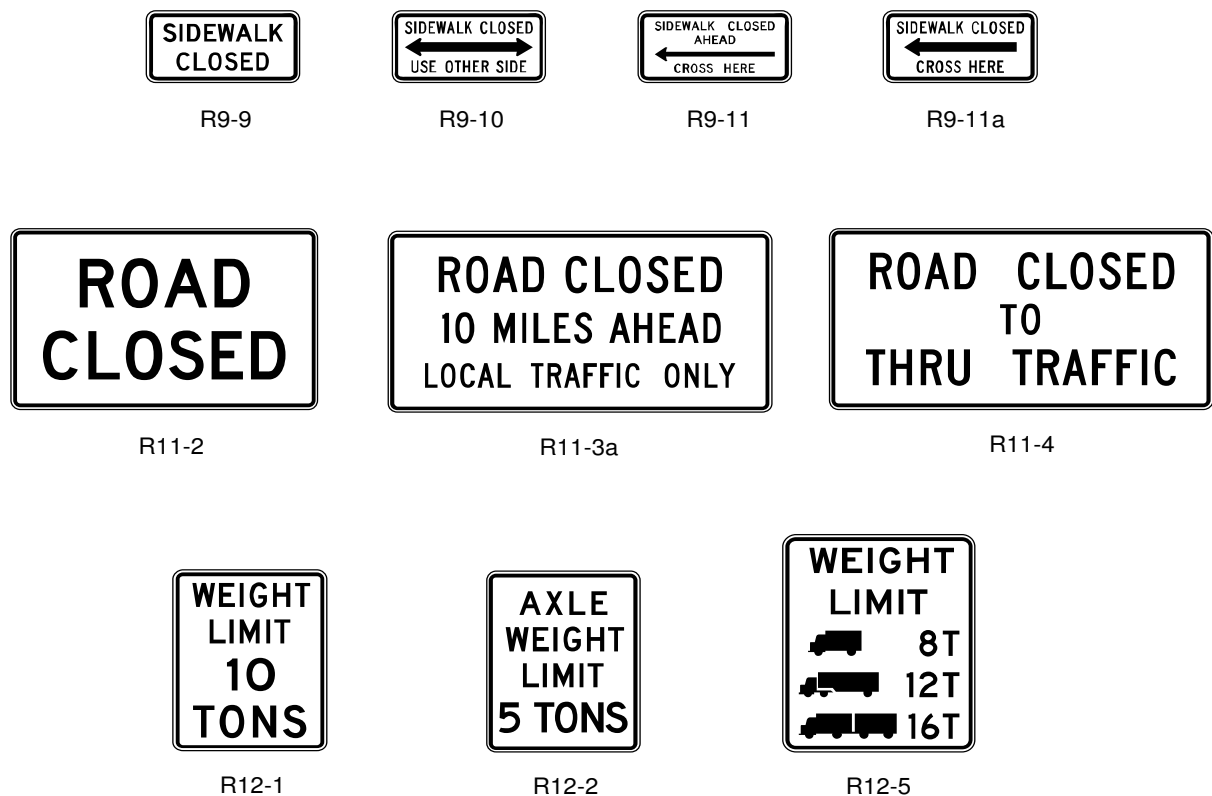 SIDEWALK
CLOSED
R9-9
SIDEWALK CLOSED
USE OTHER SIDE
R9-10
SIDEWALK CLOSED
AHEAD
CROSS HERE
R9-11
SIDEWALK CLOSED
CROSS HERE
R9-11a
ROAD
CLOSED
R11-2
ROAD CLOSED
10 MILES AHEAD
LOCAL TRAFFIC ONLY
R11-3a
ROAD CLOSED
TO
THRU TRAFFIC
R11-4
WEIGHT
LIMIT
10
TONS
R12-1
AXLE
WEIGHT
LIMIT
5 TONS
R12-2
WEIGHT
LIMIT
8T
12T
16T
R12-5